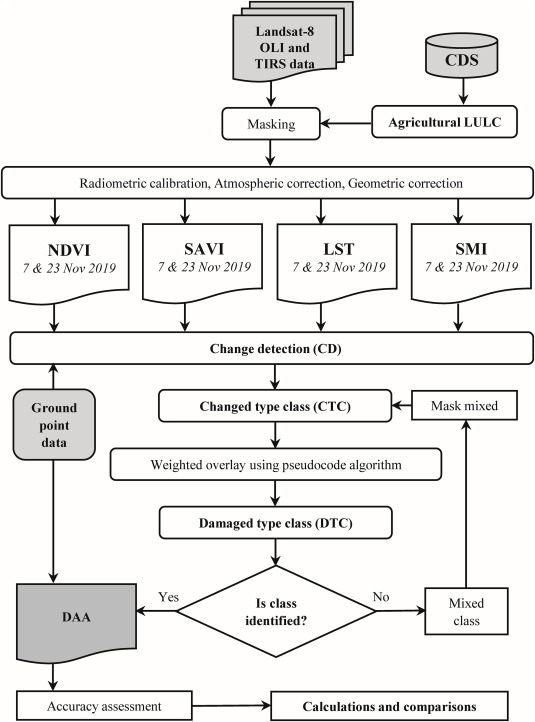 Landsat-8
OLI and
TIRS data
CDS
Masking
Agricultural LULC
Radiometric calibration, Atmospheric correction, Geometric correction
NDVI
7 & 23 Nov 2019
SAVI
7 & 23 Nov 2019
LST
7 & 23 Nov 2019
SMI
7 & 23 Nov 2019
Change detection (CD)
Ground
point
data
Changed type class (CTC)
Mask mixed
Weighted overlay using pseudocode algorithm
Damaged type class (DTC)
Is class
identified?
Yes
No
DAA
Mixed
class
Accuracy assessment
Calculations and comparisons